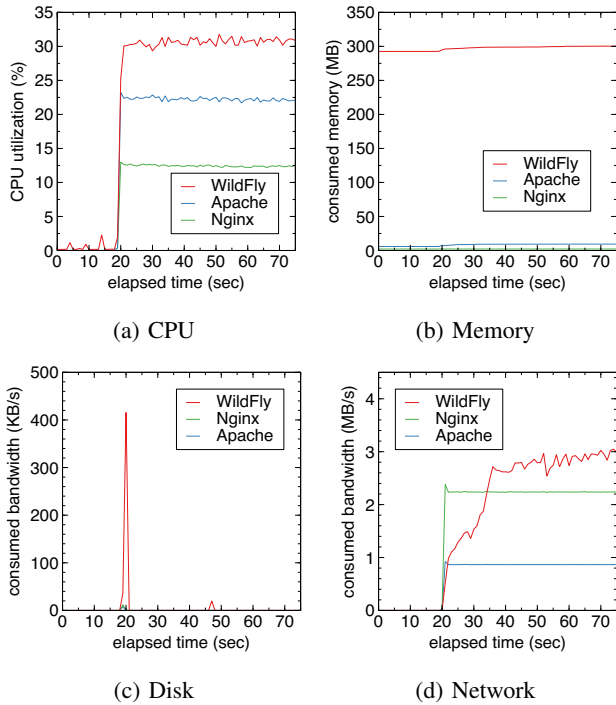 35
30
25
20
15
10
5
0
CPU utilization (%)
WildFly
Apache
Nginx
0 10 20 30 40 50 60 70
elapsed time (sec)
(a) CPU
350
300
250
200
150
100
50
0
consumed memory (MB)
WildFly
Apache
Nginx
0 10 20 30 40 50 60 70
elapsed time (sec)
(b) Memory
500
400
300
200
100
0
consumed bandwidth (KB/s)
WildFly
Nginx
Apache
0 10 20 30 40 50 60 70
elapsed time (sec)
(c) Disk
4
3
2
1
0
consumed bandwidth (MB/s)
WildFly
Nginx
Apache
0 10 20 30 40 50 60 70
elapsed time (sec)
(d) Network